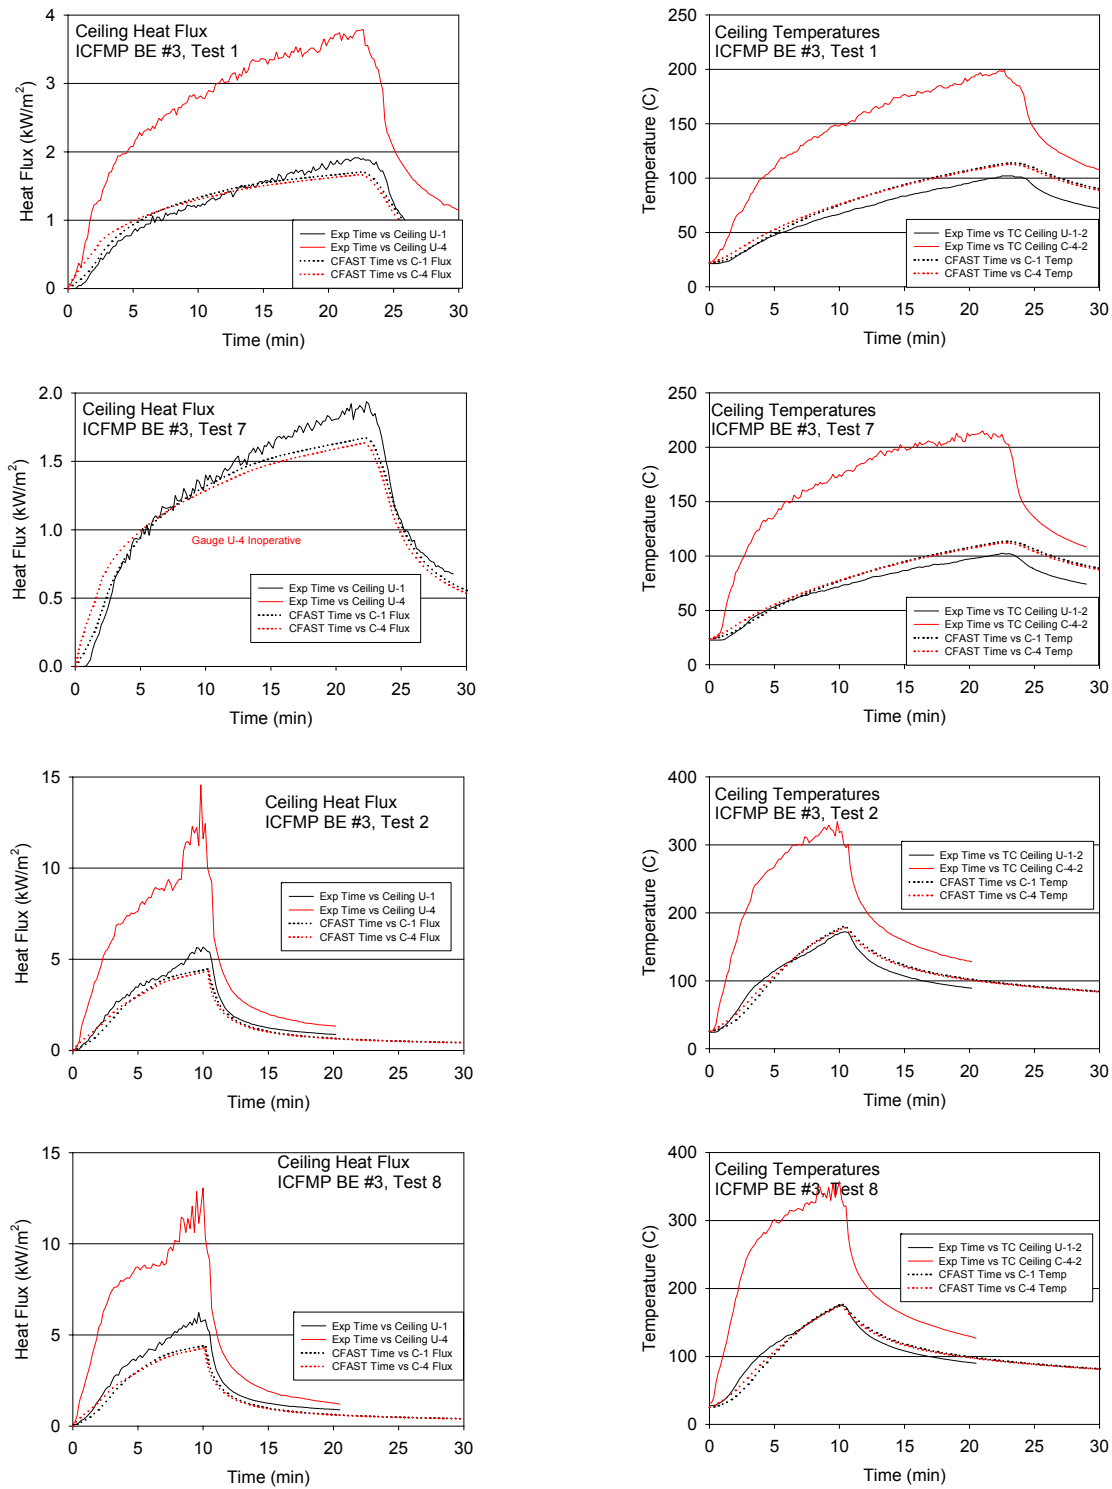 Ceiling Heat Flux
ICFMP BE #3, Test 1
Heat Flux (kW/m²)
4
3
2
1
0
Exp Time vs Ceiling U-1
Exp Time vs Ceiling U-4
CFAST Time vs C-1 Flux
CFAST Time vs C-4 Flux
0 5 10 15 20 25 30
Time (min)
Ceiling Temperatures
ICFMP BE #3, Test 1
Temperature (C)
250
200
150
100
50
0
Exp Time vs TC Ceiling U-1-2
Exp Time vs TC Ceiling C-4-2
CFAST Time vs C-1 Temp
CFAST Time vs C-4 Temp
0 5 10 15 20 25 30
Time (min)
Ceiling Heat Flux
ICFMP BE #3, Test 7
Heat Flux (kW/m²)
2.0
1.5
1.0
0.5
0.0
Gauge U-4 Inoperative
Exp Time vs Ceiling U-1
Exp Time vs Ceiling U-4
CFAST Time vs C-1 Flux
CFAST Time vs C-4 Flux
0 5 10 15 20 25 30
Time (min)
Ceiling Temperatures
ICFMP BE #3, Test 7
Temperature (C)
250
200
150
100
50
0
Exp Time vs TC Ceiling U-1-2
Exp Time vs TC Ceiling C-4-2
CFAST Time vs C-1 Temp
CFAST Time vs C-4 Temp
0 5 10 15 20 25 30
Time (min)
Ceiling Heat Flux
ICFMP BE #3, Test 2
Heat Flux (kW/m²)
15
10
5
0
Exp Time vs Ceiling U-1
Exp Time vs Ceiling U-4
CFAST Time vs C-1 Flux
CFAST Time vs C-4 Flux
0 5 10 15 20 25 30
Time (min)
Ceiling Temperatures
ICFMP BE #3, Test 2
Temperature (C)
400
300
200
100
0
Exp Time vs TC Ceiling U-1-2
Exp Time vs TC Ceiling C-4-2
CFAST Time vs C-1 Temp
CFAST Time vs C-4 Temp
0 5 10 15 20 25 30
Time (min)
Ceiling Heat Flux
ICFMP BE #3, Test 8
Heat Flux (kW/m²)
15
10
5
0
Exp Time vs Ceiling U-1
Exp Time vs Ceiling U-4
CFAST Time vs C-1 Flux
CFAST Time vs C-4 Flux
0 5 10 15 20 25 30
Time (min)
Ceiling Temperatures
ICFMP BE #3, Test 8
Temperature (C)
400
300
200
100
0
Exp Time vs TC Ceiling U-1-2
Exp Time vs TC Ceiling C-4-2
CFAST Time vs C-1 Temp
CFAST Time vs C-4 Temp
0 5 10 15 20 25 30
Time (min)